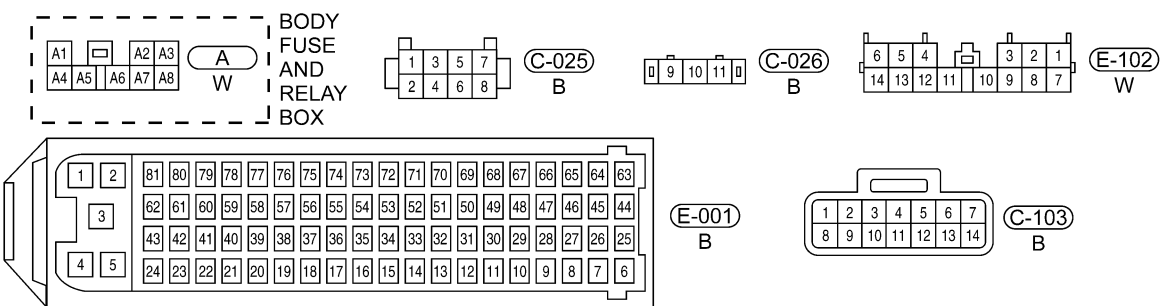 A1 A2 A3
A4 A5 A6 A7 A8
A
W
BODY
FUSE
AND
RELAY
BOX
1 3 5 7
2 4 6 8
C-025
B
9 10 11
C-026
B
6 5 4 3 2 1
14 13 12 11 10 9 8 7
E-102
W
1 2
3
4 5
81 80 79 78 77 76 75 74 73 72 71 70 69 68 67 66 65 64 63
62 61 60 59 58 57 56 55 54 53 52 51 50 49 48 47 46 45 44
43 42 41 40 39 38 37 36 35 34 33 32 31 30 29 28 27 26 25
24 23 22 21 20 19 18 17 16 15 14 13 12 11 10 9 8 7 6
E-001
B
1 2 3 4 5 6 7
8 9 10 11 12 13 14
C-103
B